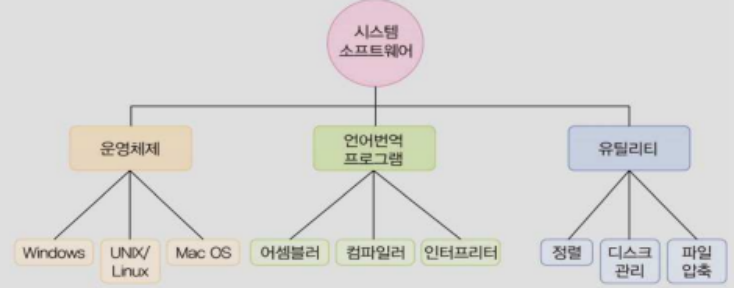 시스템
소프트웨어
운영체제
언어번역
프로그램
유틸리티
Windows
UNIX/
Linux
Mac OS
어셈블러
컴파일러
인터프리터
정렬
디스크
관리
파일
압축